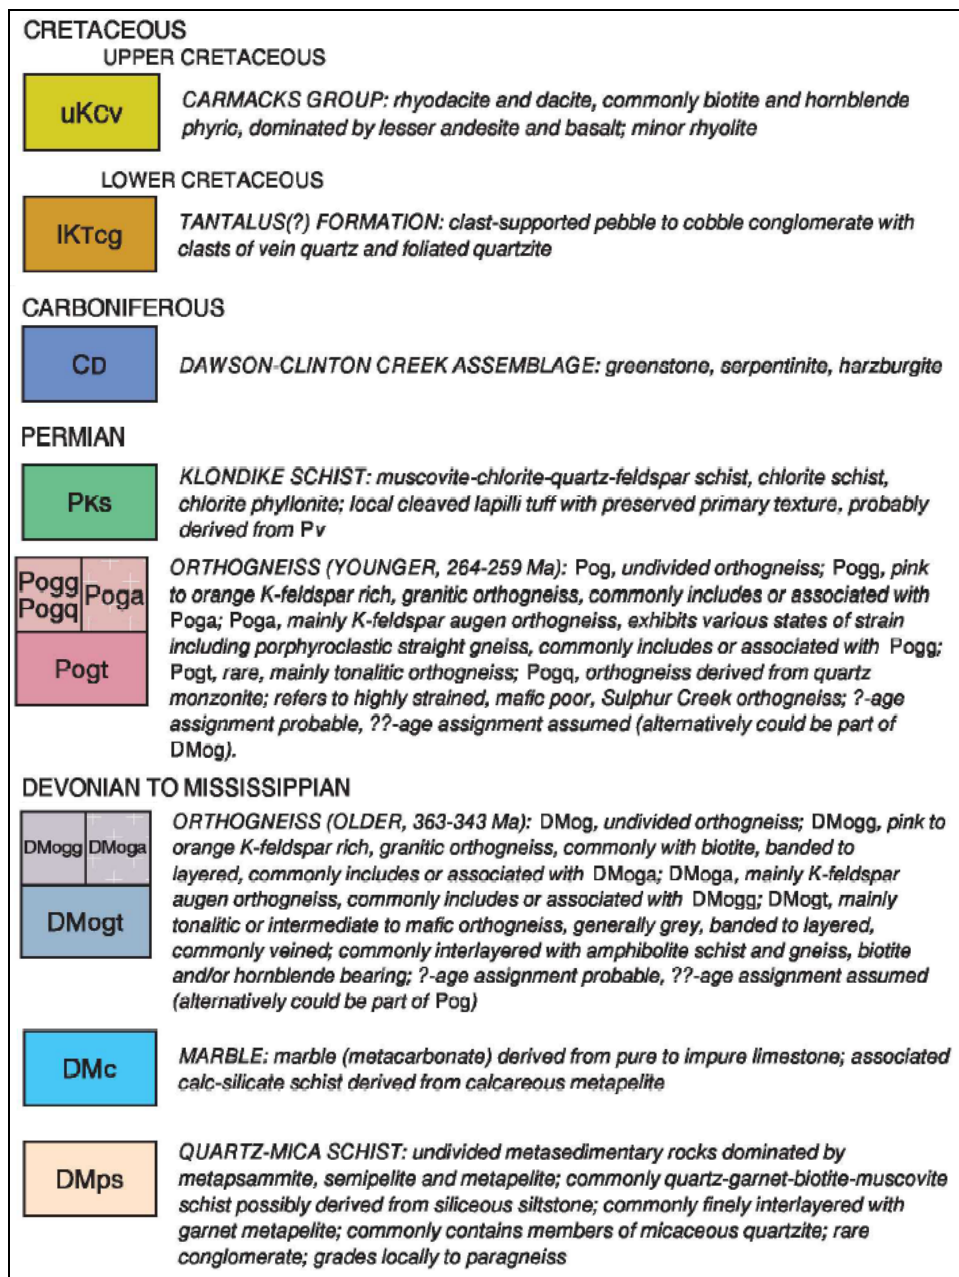 CRETACEOUS
UPPER CRETACEOUS
uKCv
CARMACKS GROUP: rhyodacite and dacite, commonly biotite and hornblende
phyric, dominated by lesser andesite and basalt; minor rhyolite
LOWER CRETACEOUS
lKTcg
TANTALUS(?) FORMATION: clast-supported pebble to cobble conglomerate with
clasts of vein quartz and foliated quartzite
CARBONIFEROUS
CD
DAWSON-CLINTON CREEK ASSEMBLAGE: greenstone, serpentinite, harzburgite
PERMIAN
PKs
KLONDIKE SCHIST: muscovite-chlorite-quartz-feldspar schist, chlorite schist,
chlorite phyllonite; local cleaved lapilli tuff with preserved primary texture, probably
derived from Pv
Pogg
Pogq
Poga
Pogt
ORTHOGNEISS (YOUNGER, 264-259 Ma): Pog, undivided orthogneiss; Pogg, pink
to orange K-feldspar rich, granitic orthogneiss, commonly includes or associated with
Poga; Poga, mainly K-feldspar augen orthogneiss, exhibits various states of strain
including porphyroclastic straight gneiss, commonly includes or associated with Pogg;
Pogt, rare, mainly tonalitic orthogneiss; Pogq, orthogneiss derived from quartz
monzonite; refers to highly strained, mafic poor, Sulphur Creek orthogneiss; ?-age
assignment probable, ??-age assignment assumed (alternatively could be part of
DMog).
DEVONIAN TO MISSISSIPPIAN
DMogg
DMoga
DMogt
ORTHOGNEISS (OLDER, 363-343 Ma): DMog, undivided orthogneiss; DMogg, pink to
orange K-feldspar rich, granitic orthogneiss, commonly with biotite, banded to
layered, commonly includes or associated with DMoga; DMoga, mainly K-feldspar
augen orthogneiss, commonly includes or associated with DMogg; DMogt, mainly
tonalitic or intermediate to mafic orthogneiss, generally grey, banded to layered,
commonly veined; commonly interlayered with amphibolite schist and gneiss, biotite
and/or hornblende bearing; ?-age assignment probable, ??-age assignment assumed
(alternatively could be part of Pog)
DMc
MARBLE: marble (metacarbonate) derived from pure to impure limestone; associated
calc-silicate schist derived from calcareous metapelite
DMps
QUARTZ-MICA SCHIST: undivided metasedimentary rocks dominated by
metapsammite, semipelite and metapelite; commonly quartz-garnet-biotite-muscovite
schist possibly derived from siliceous siltstone; commonly finely interlayered with
garnet metapelite; commonly contains members of micaceous quartzite; rare
conglomerate; grades locally to paragneiss